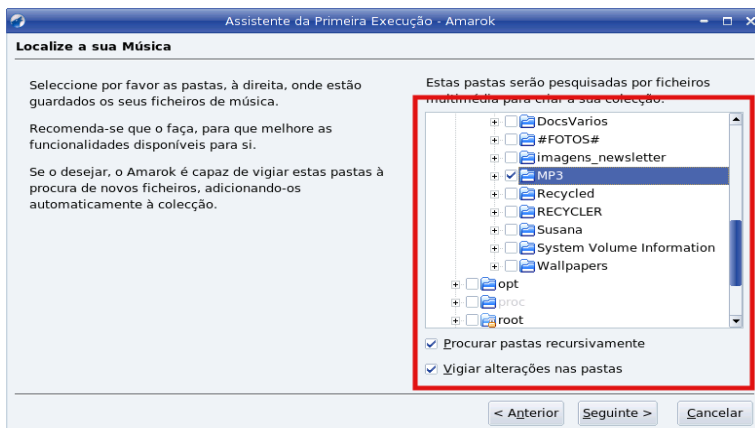 Assistente da Primeira Execução - Amarok
Localize a sua Música
Seleccione por favor as pastas, à direita, onde estão
guardados os seus ficheiros de música.
Recomenda-se que o faça, para que melhore as
funcionalidades disponíveis para si.
Se o desejar, o Amarok é capaz de vigiar estas pastas à
procura de novos ficheiros, adicionando-os
automaticamente à colecção.
Estas pastas serão pesquisadas por ficheiros
multimédia para criar a sua colecção:
DocsVarios
#FOTOS#
imagens_newsletter
MP3
Recycled
RECYCLER
Susana
System Volume Information
Wallpapers
opt
proc
root
Procurar pastas recursivamente
Vigiar alterações nas pastas
< Anterior
Seguinte >
Cancelar